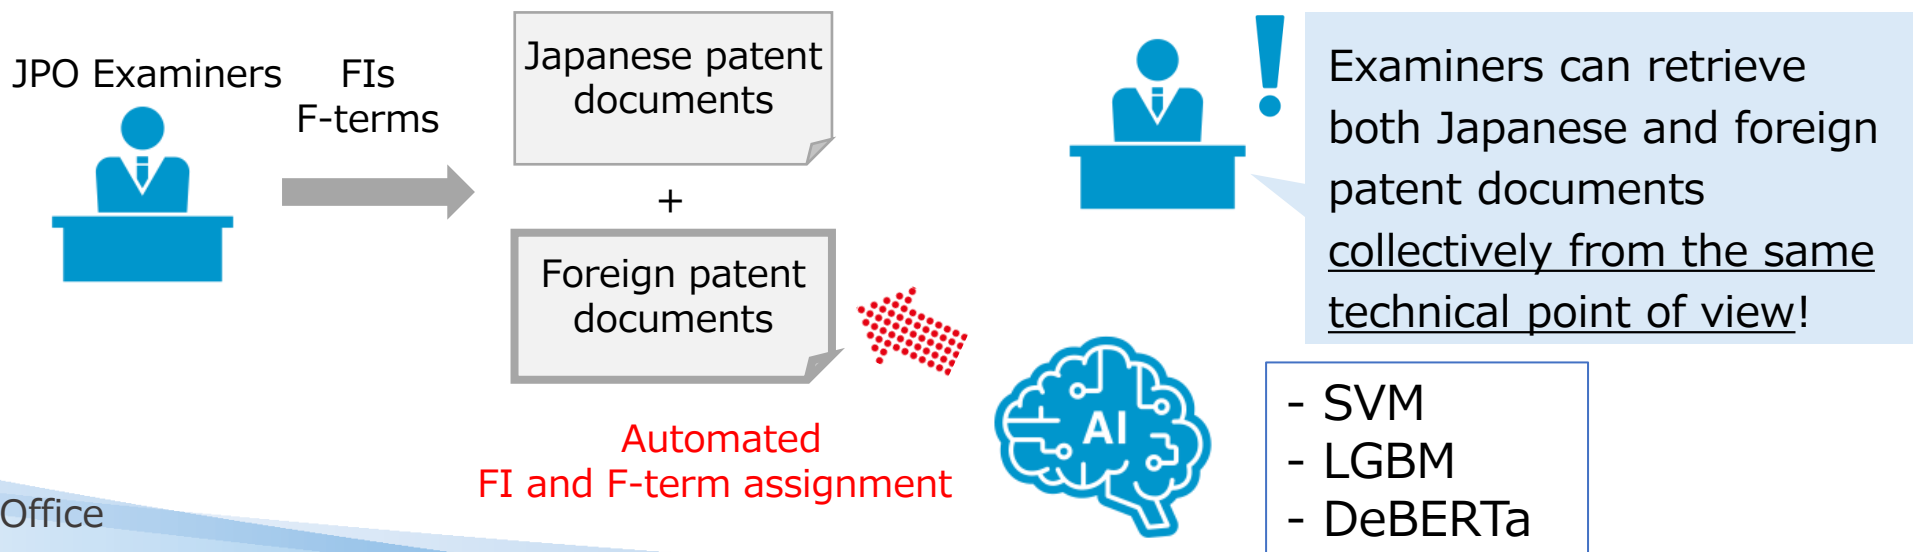 JPO Examiners
FIs
F-terms
Japanese patent
documents
+
Foreign patent
documents
Automated
FI and F-term assignment
AI
!
Examiners can retrieve
both Japanese and foreign
patent documents
collectively from the same
technical point of view!
- SVM
- LGBM
- DeBERTa
Office